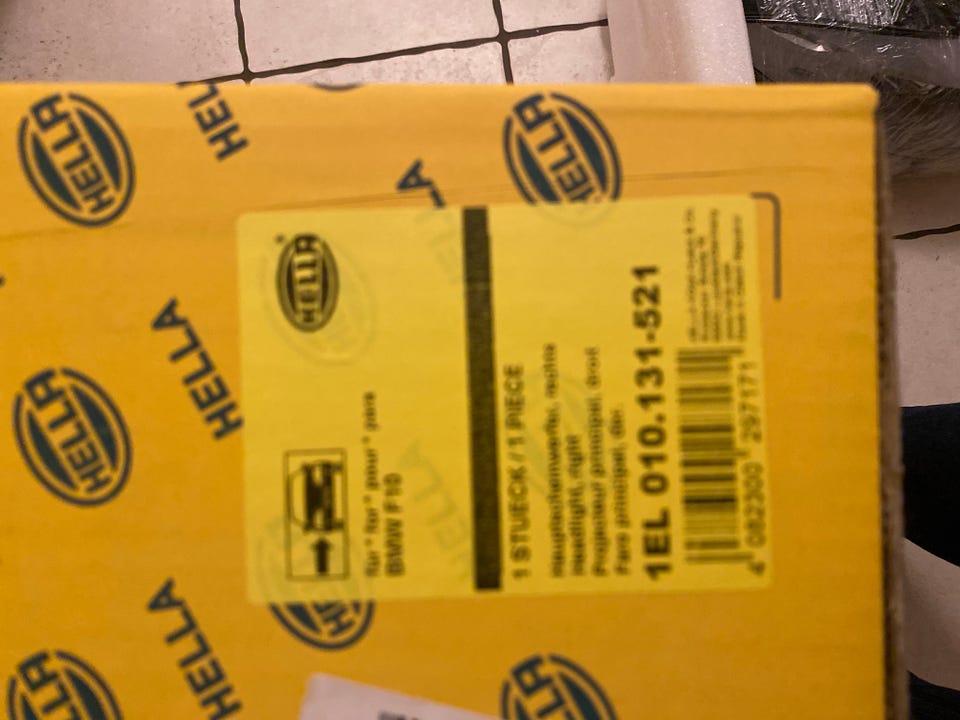 HELLA
HELLA
HELLA
HELLA
HELLA
HELLA
HELLA
HELLA
HELLA
HELLA
HELLA
für * for * pour * para
BMW F10
1 STUECK / 1 PIECE
Hauptscheinwerfer, rechts
Headlight, right
Projecteur principal, droit
Faro principal, der.
1EL 010.131-521
4 082300 297171